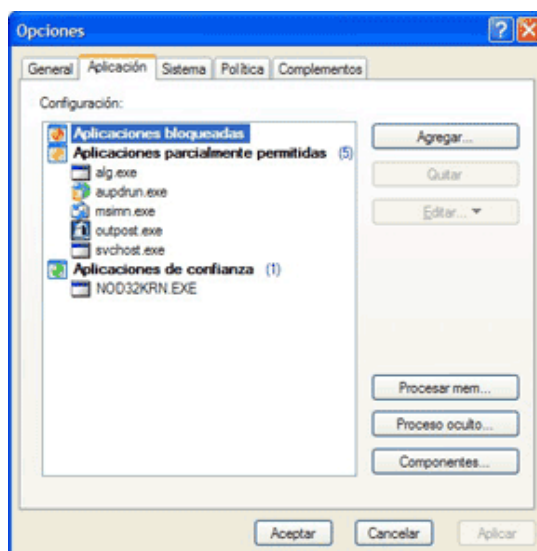 Opciones
General Aplicación Sistema Política Complementos
Configuración:
Aplicaciones bloqueadas
Aplicaciones parcialmente permitidas (5)
alg.exe
aupdrun.exe
msimn.exe
outpost.exe
svchost.exe
Aplicaciones de confianza (1)
NOD32KRN.EXE
Agregar...
Quitar
Editar...
Procesar mem...
Proceso oculto...
Componentes...
Aceptar Cancelar Aplicar